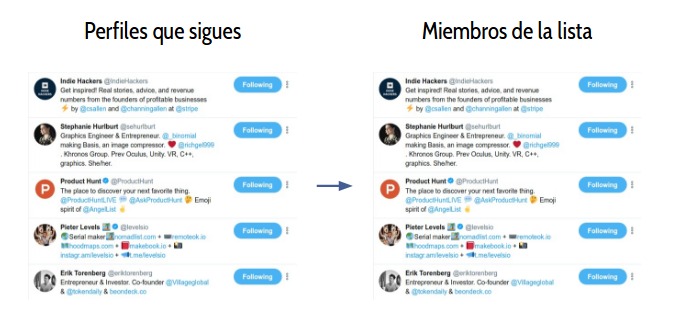 Perfiles que sigues
Indie Hackers @IndieHackers
Following
Get inspired! Real stories, advice, and revenue
numbers from the founders of profitable businesses
⚡ by @csallen and @channingallen at @stripe
Stephanie Hurlburt @sehurlburt
Following
Graphics Engineer & Entrepreneur. @_binomial
making Basis, an image compressor. ❤ @richgel999
. Khronos Group. Prev Oculus, Unity. VR, C++,
graphics. She/her.
Product Hunt @ProductHunt
Following
The place to discover your next favorite thing.
@ProductHuntLIVE @AskProductHunt Emoji
spirit of @AngelList
Pieter Levels @levelsio
Following
Serial maker nomadlist.com + remoteok.io
hoodmaps.com + makebook.io +
instagr.am/levelsio + t.me/levelsio
Erik Torenberg @eriktorenberg
Following
Entrepreneur & Investor. Co-founder @Villageglobal
& @tokendaily & beondeck.co
Miembros de la lista
Indie Hackers @IndieHackers
Following
Get inspired! Real stories, advice, and revenue
numbers from the founders of profitable businesses
⚡ by @csallen and @channingallen at @stripe
Stephanie Hurlburt @sehurlburt
Following
Graphics Engineer & Entrepreneur. @_binomial
making Basis, an image compressor. ❤ @richgel999
. Khronos Group. Prev Oculus, Unity. VR, C++,
graphics. She/her.
Product Hunt @ProductHunt
Following
The place to discover your next favorite thing.
@ProductHuntLIVE @AskProductHunt Emoji
spirit of @AngelList
Pieter Levels @levelsio
Following
Serial maker nomadlist.com + remoteok.io
hoodmaps.com + makebook.io +
instagr.am/levelsio + t.me/levelsio
Erik Torenberg @eriktorenberg
Following
Entrepreneur & Investor. Co-founder @Villageglobal
& @tokendaily & beondeck.co